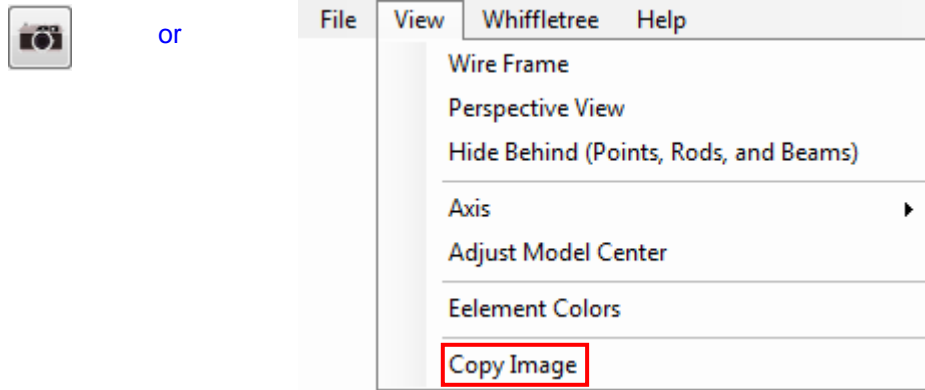 or
File View Whiffletree Help
Wire Frame
Perspective View
Hide Behind (Points, Rods, and Beams)
Axis
Adjust Model Center
Eelement Colors
Copy Image